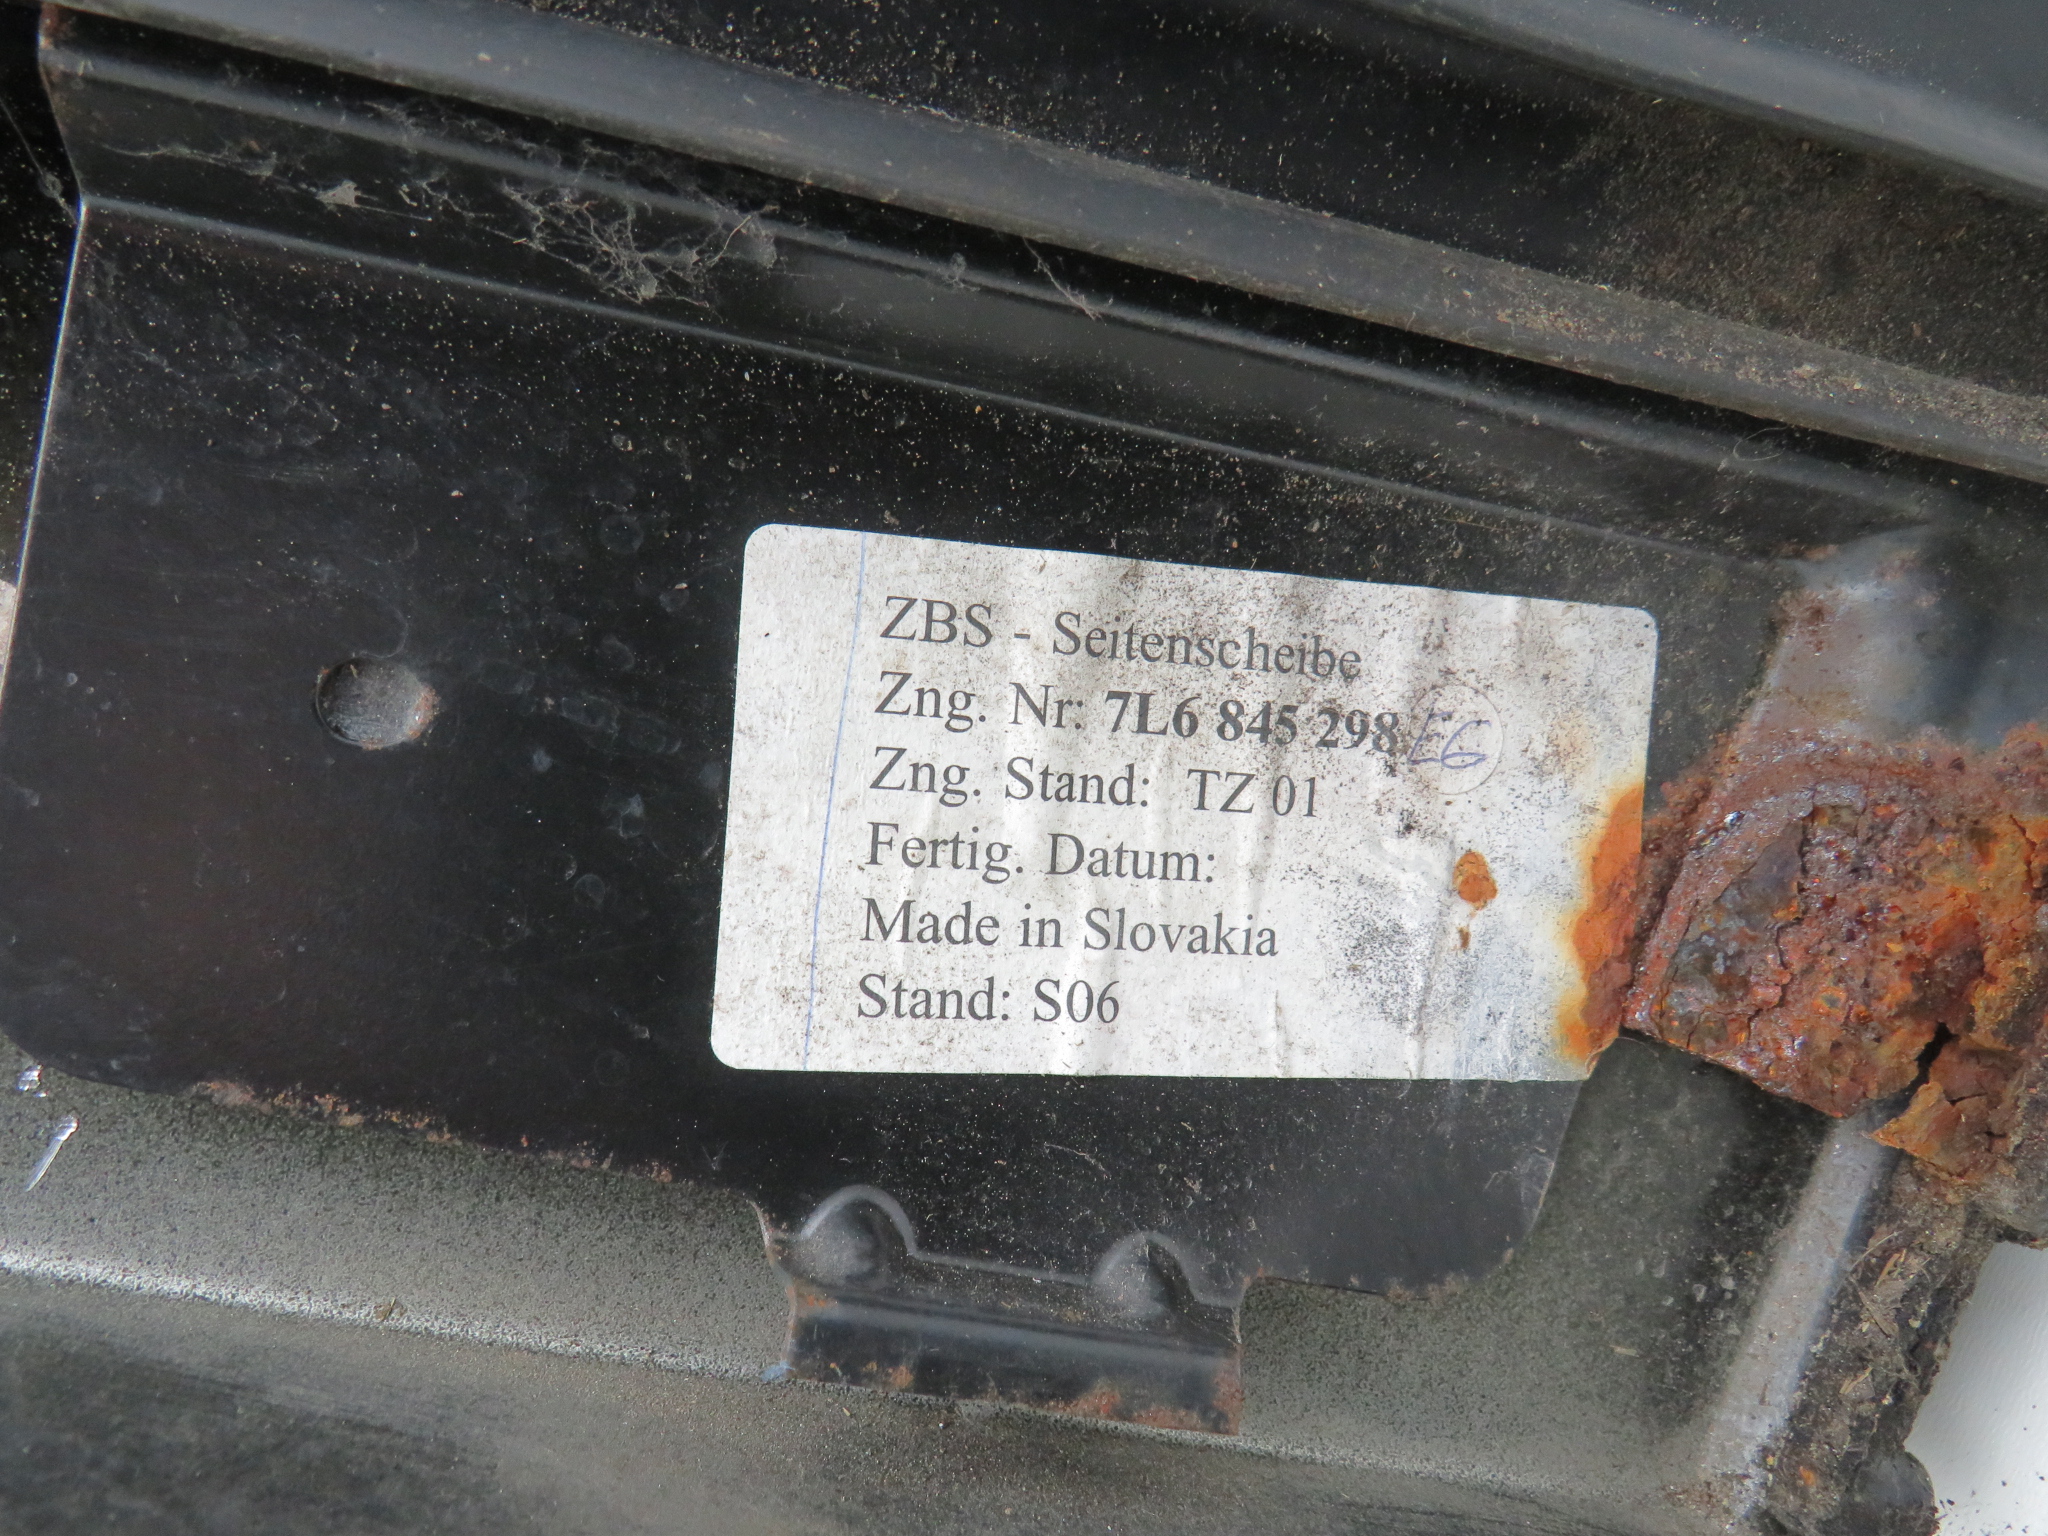 ZBS - Seitenscheibe
Zng. Nr: 7L6 845 298 E6
Zng. Stand: TZ 01
Fertig. Datum:
Made in Slovakia
Stand: S06